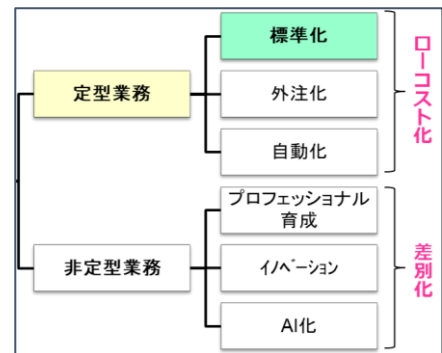 標準化
定型業務
外注化
自動化
ローコスト化
プロフェッショナル
育成
非定型業務
イノベーション
AI化
差別化